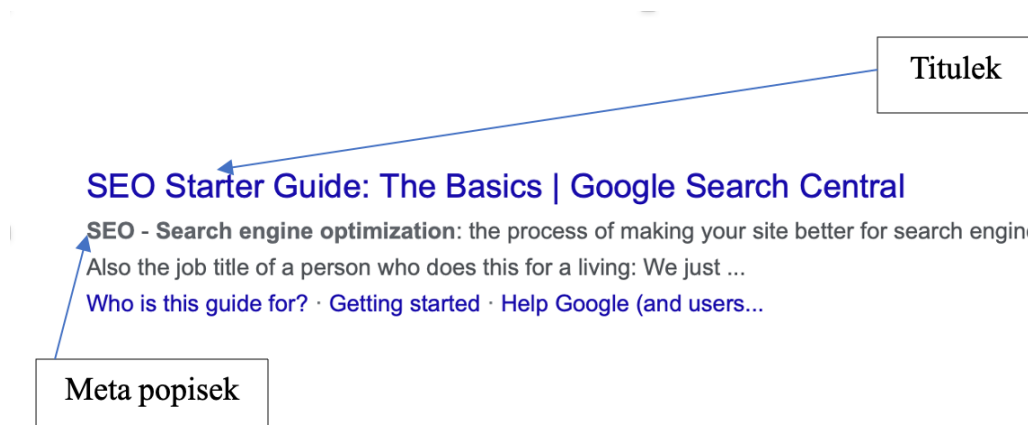 Titulek
SEO Starter Guide: The Basics | Google Search Central
SEO - Search engine optimization: the process of making your site better for search
Also the job title of a person who does this for a living: We just ...
Who is this guide for? · Getting started · Help Google (and users...
Meta popisek